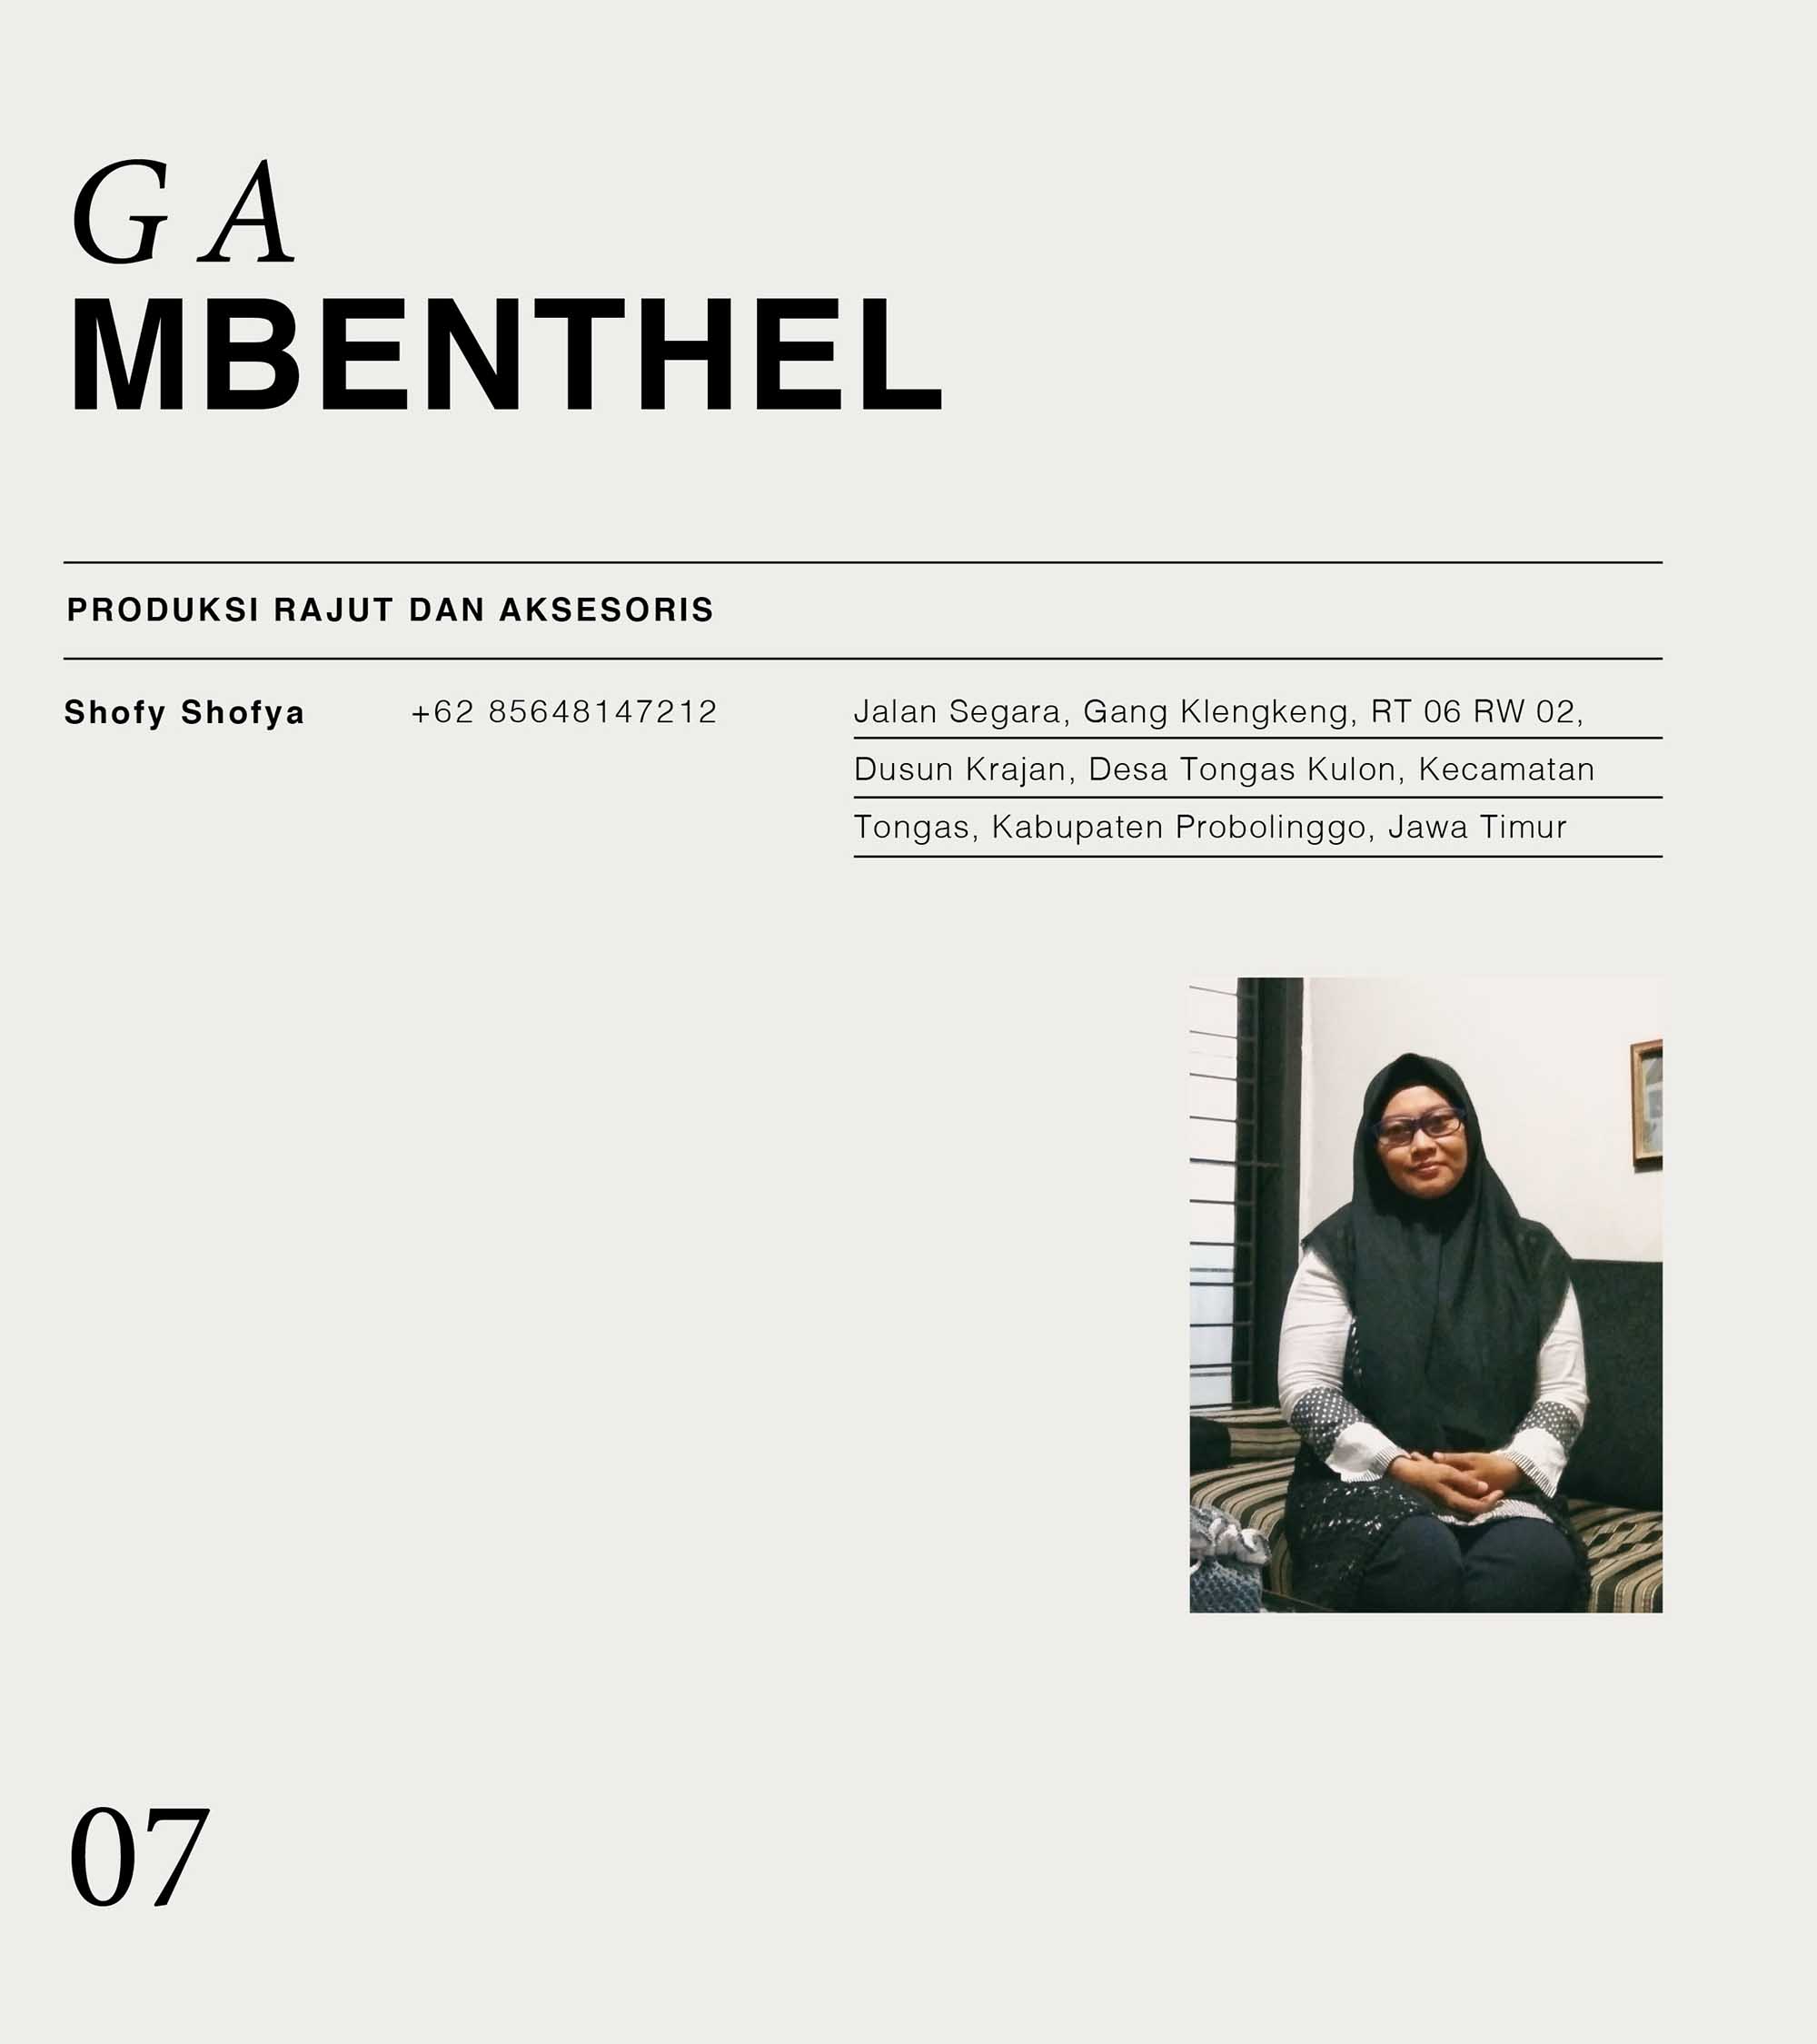 GA
MBENTHEL
PRODUKSI RAJUT DAN AKSESORIS
Shofy Shofya
+62 85648147212
Jalan Segara, Gang Klengkeng, RT 06 RW 02,
Dusun Krajan, Desa Tongas Kulon, Kecamatan
Tongas, Kabupaten Probolinggo, Jawa Timur
07